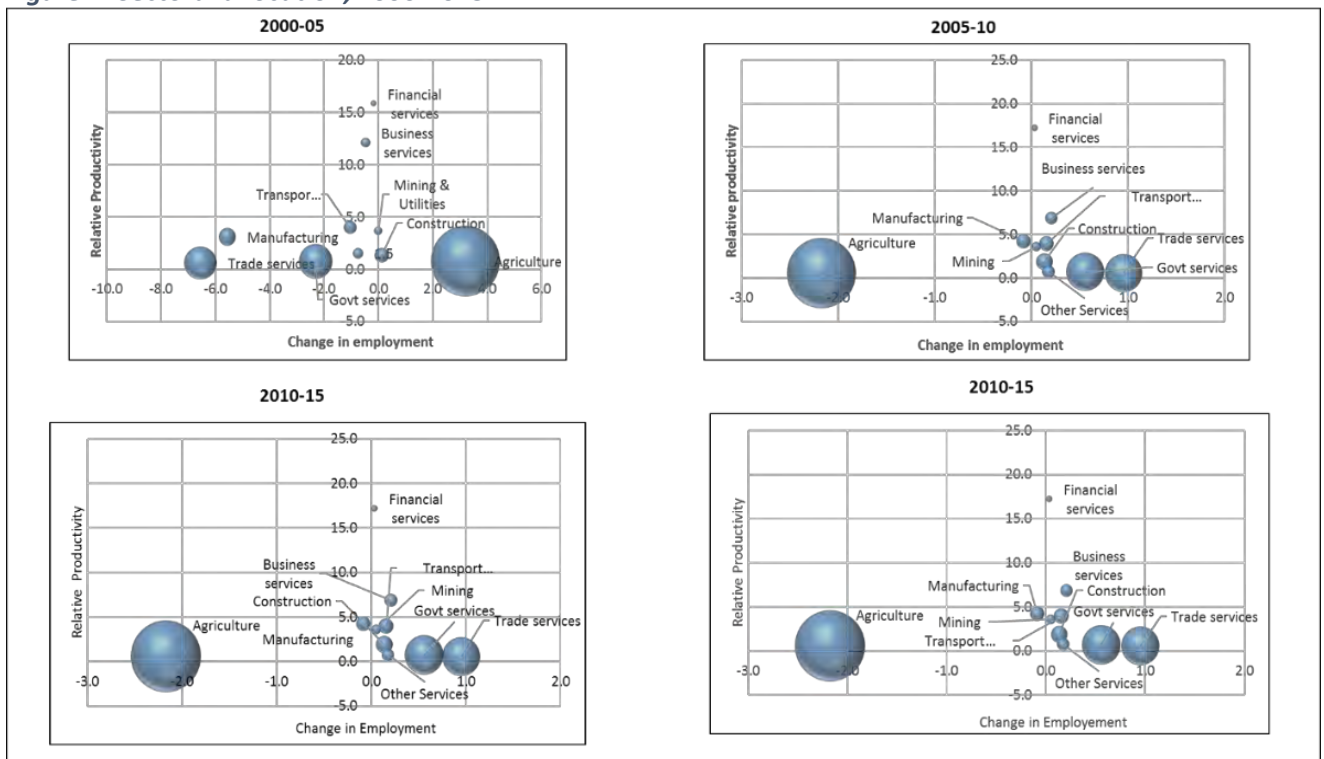 2000-05
20.0
Financial
services
15.0
Business
services
10.0
Mining &
Utilities
Transpor...
5.0
Construction
Manufacturing
Trade services
Agriculture
0.0
-10.0 -8.0 -6.0 -4.0 -2.0 0.0 2.0 4.0 6.0
Govt services
5.0
Relative Productivity
Change in employment
2005-10
25.0
20.0
Financial
services
15.0
Business services
10.0
Transport...
Manufacturing
Construction
5.0
Trade services
Agriculture
Mining
Govt services
0.0
-3.0 -2.0 -1.0 0.0 1.0 2.0
Other Services
5.0
Relative productivity
Change in employment
2010-15
25.0
20.0
Financial
services
15.0
Business
services
10.0
Transport...
Mining
Construction
Govt services
5.0
Trade services
Agriculture
Manufacturing
0.0
-3.0 -2.0 -1.0 0.0 1.0 2.0
Other Services
-5.0
Relative Productivity
Change in Employment
2010-15
25.0
20.0
Financial
services
15.0
10.0
Business
services
Manufacturing
Construction
5.0
Govt services
Trade services
Agriculture
Mining
Transport...
0.0
-3.0 -2.0 -1.0 0.0 1.0 2.0
Other Services
-5.0
Relative Productivity
Change in Employement